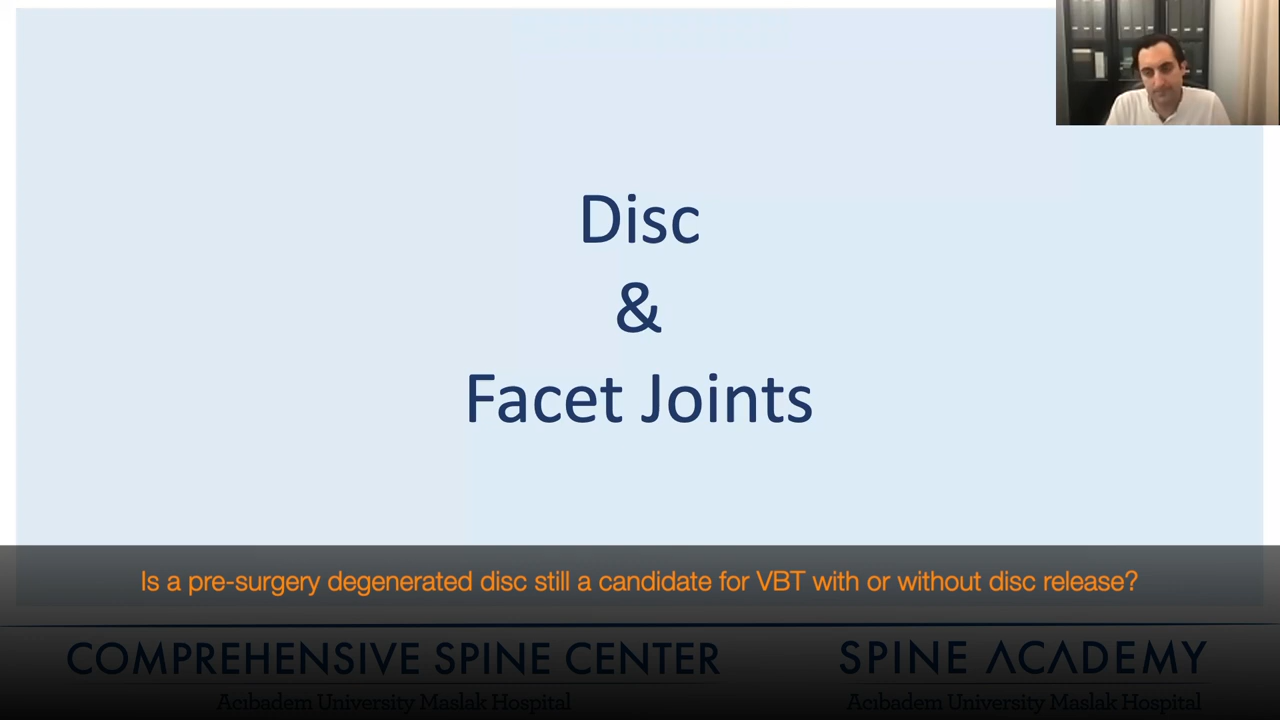 Disc
&
Facet Joints
Is a pre-surgery degenerated disc still a candidate for VBT with or without disc release?
COMPREHENSIVE SPINE CENTER
Acıbadem University Maslak Hospital
SPINE ACADEMY
Acıbadem University Maslak Hospital